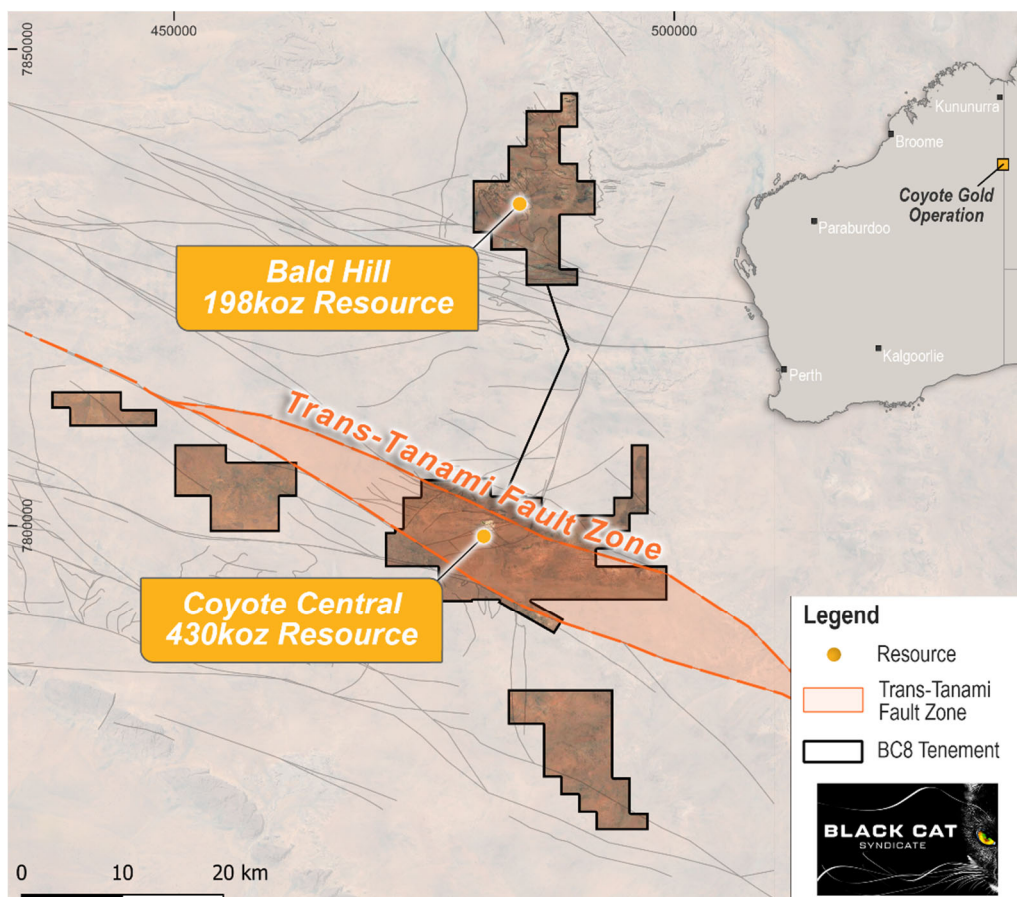 450000
500000
7850000
Kununurra
Broome
Coyote Gold
Operation
Paraburdoo
Kalgoorlie
Perth
Bald Hill
198koz Resource
Trans-Tanami Fault Zone
7800000
Coyote Central
430koz Resource
Legend
Resource
Trans-Tanami
Fault Zone
BC8 Tenement
BLACK CAT
SYNDICATE
0 10 20 km